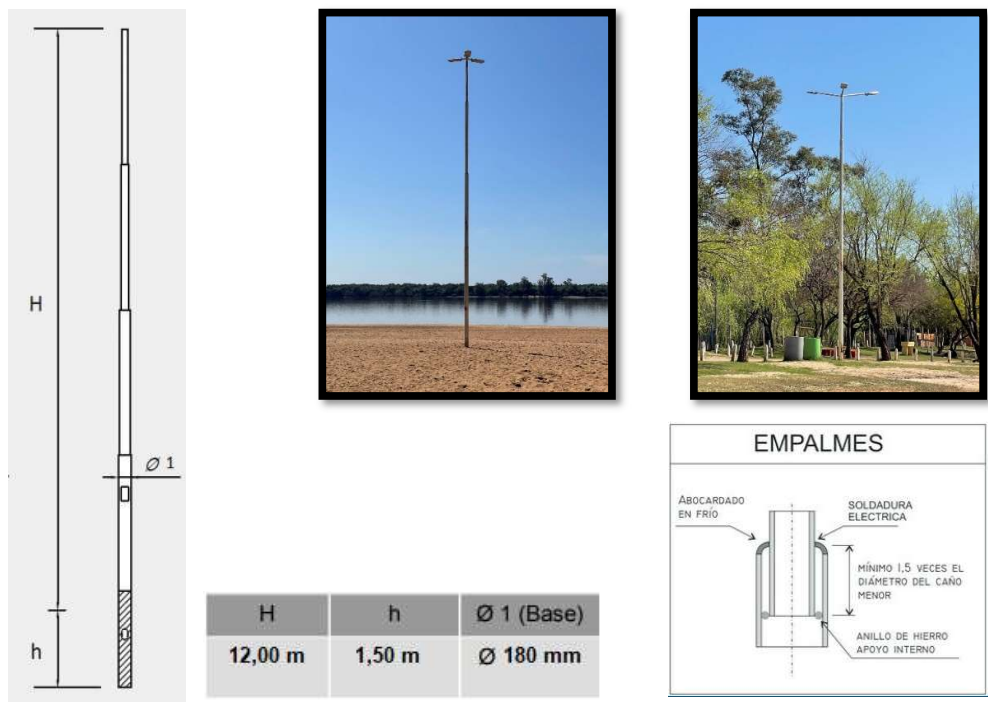 H
Ø 1
h
H h Ø 1 (Base)
12,00 m 1,50 m Ø 180 mm
EMPALMES
ABOCARDADO
EN FRÍO
SOLDADURA
ELECTRICA
MÍNIMO 1,5 VECES EL
DIÁMETRO DEL CAÑO
MENOR
ANILLO DE HIERRO
APOYO INTERNO